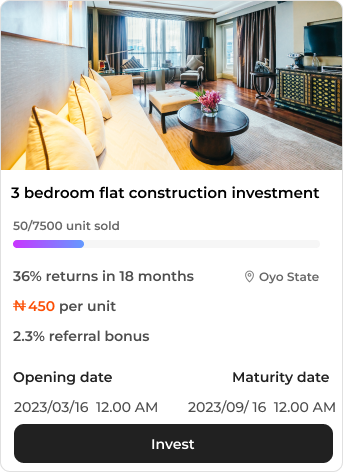 3 bedroom flat construction investment
50/7500 unit sold
36% returns in 18 months Oyo State
₦ 450 per unit
2.3% referral bonus
Opening date Maturity date
2023/03/16 12.00 AM 2023/09/ 16 12.00 AM
Invest